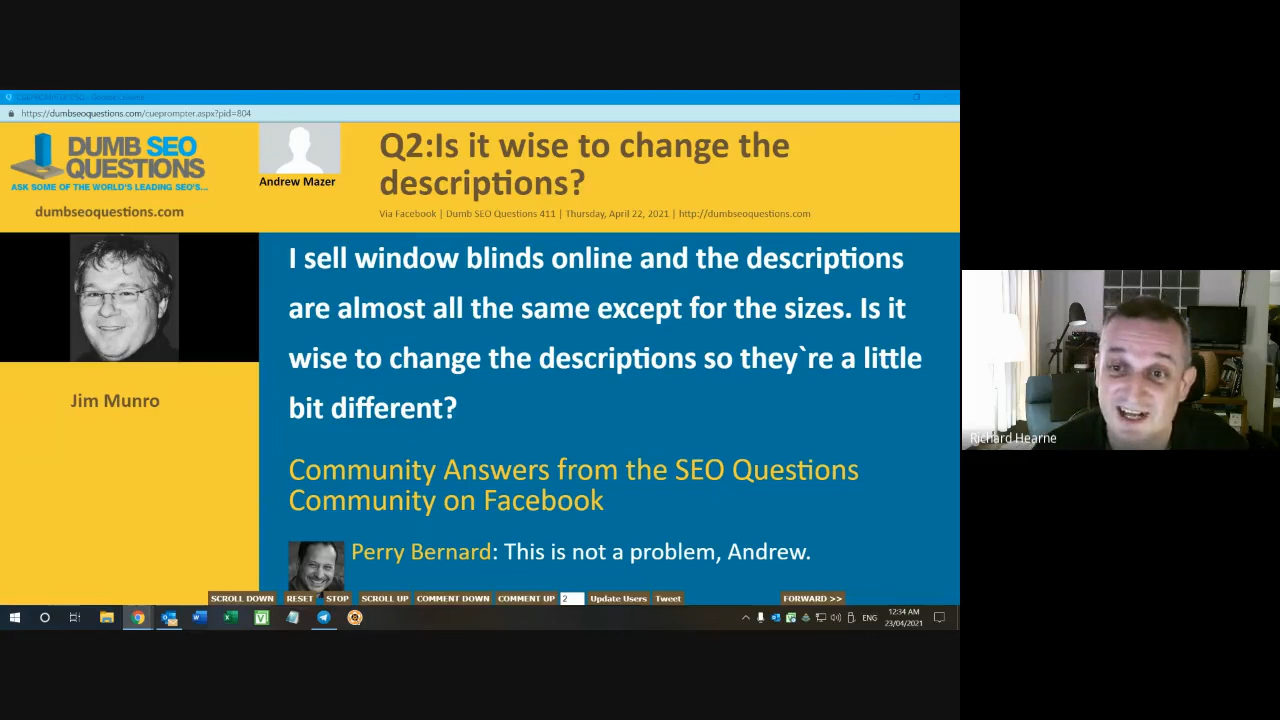 https://dumbseoquestions.com/cueprompter.aspx?pid=804
DUMB SEO
QUESTIONS
ASK SOME OF THE WORLD'S LEADING SEO'S...
dumbseoquestions.com
Andrew Mazer
Q2:Is it wise to change the
descriptions?
Via Facebook | Dumb SEO Questions 411 | Thursday, April 22, 2021 | http://dumbseoquestions.com
Jim Munro
I sell window blinds online and the descriptions
are almost all the same except for the sizes. Is it
wise to change the descriptions so they`re a little
bit different?
Community Answers from the SEO Questions
Community on Facebook
Perry Bernard: This is not a problem, Andrew.
Richard Hearne
SCROLL DOWN RESET STOP SCROLL UP COMMENT DOWN COMMENT UP 2 Update Users Tweet FORWARD >>
ENG
12:34 AM
23/04/2021